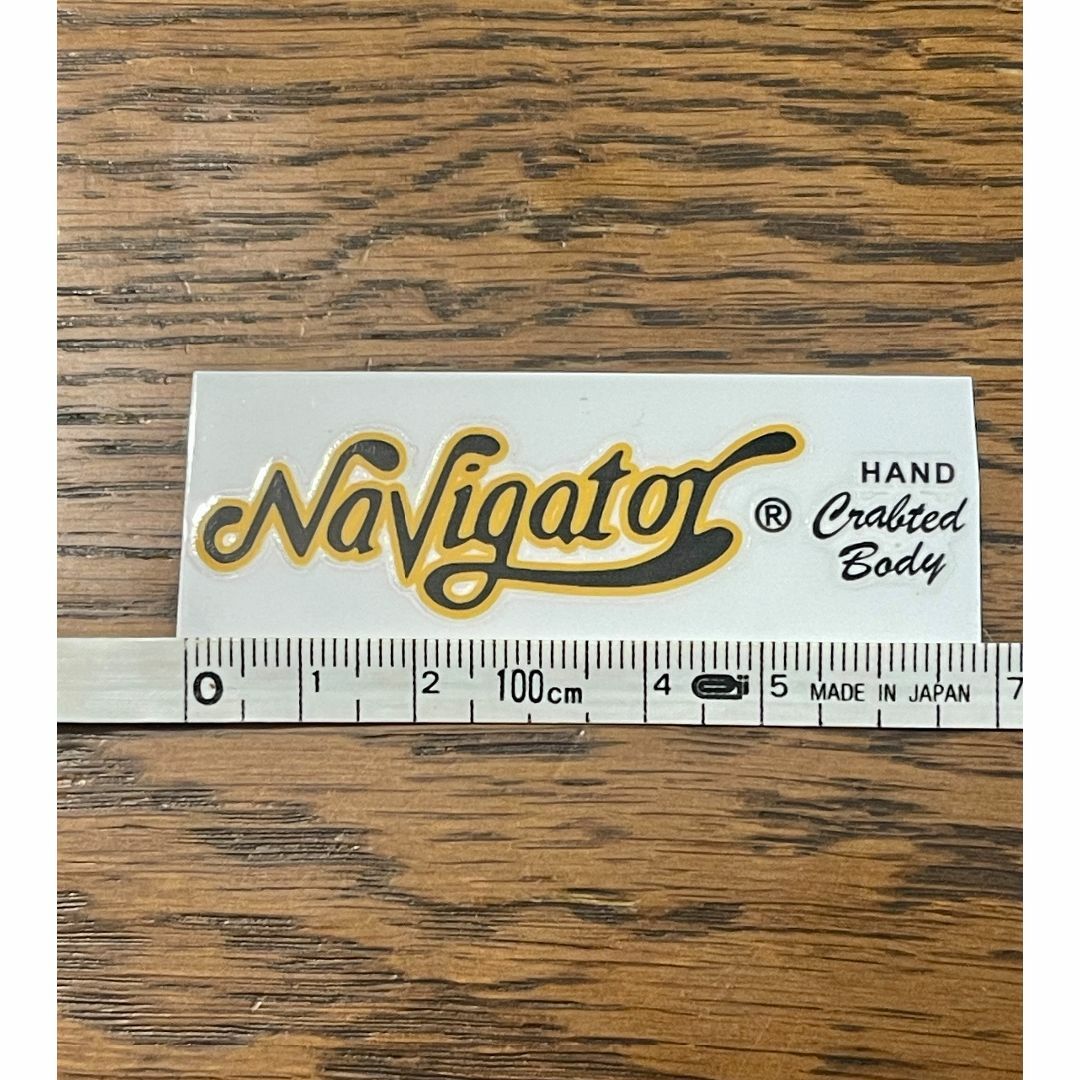 Navigator ®
HAND
Crabted
Body
0 1 2 100cm 4 5 MADE IN JAPAN 7